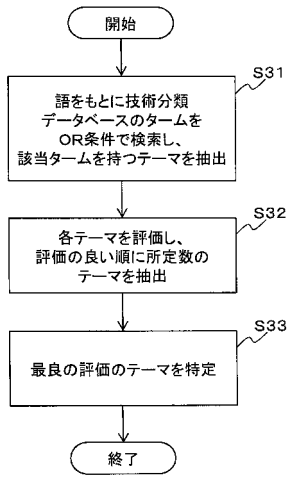 開始
S31
語をもとに技術分類
データベースのタームを
OR条件で検索し、
該当タームを持つテーマを抽出
S32
各テーマを評価し、
評価の良い順に所定数の
テーマを抽出
S33
最良の評価のテーマを特定
終了